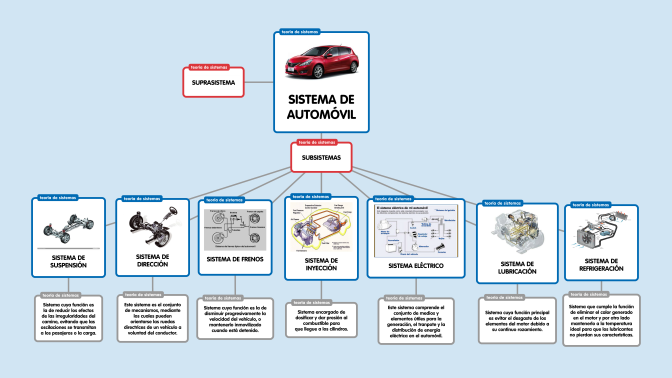 teoría de sistemas
SISTEMA DE
AUTOMÓVIL
teoría de sistemas
SUPRASISTEMA
teoría de sistemas
SUBSISTEMAS
teoría de sistemas
SISTEMA DE
SUSPENSIÓN
teoría de sistemas
SISTEMA DE
DIRECCIÓN
teoría de sistemas
SISTEMA DE FRENOS
teoría de sistemas
SISTEMA DE
INYECCIÓN
teoría de sistemas
El sistema eléctrico de mi automóvil
SISTEMA ELÉCTRICO
teoría de sistemas
SISTEMA DE
LUBRICACIÓN
teoría de sistemas
SISTEMA DE
REFRIGERACIÓN
teoría de sistemas
Sistema cuya función es
la de reducir los efectos
de las irregularidades del
camino, evitando que las
oscilaciones se transmitan
a los pasajeros o la carga.
teoría de sistemas
Este sistema es el conjunto
de mecanismos, mediante
los cuales pueden
orientarse las ruedas
directrices de un vehículo a
voluntad del conductor.
teoría de sistemas
Sistema cuya función es la de
disminuir progresivamente la
velocidad del vehículo, o
mantenerlo inmovilizado
cuando está detenido.
teoría de sistemas
Sistema encargado de
dosificar y dar presión al
combustible para
que llegue a los cilindros.
teoría de sistemas
Este sistema comprende el
conjunto de medios y
elementos útiles para la
generación, el transporte y la
distribución de energía
eléctrica en el automóvil.
teoría de sistemas
Sistema cuya función principal
es evitar el desgaste de los
elementos del motor debido a
su continuo rozamiento.
teoría de sistemas
Sistema que cumple la función
de eliminar el calor generado
en el motor y por otro lado
mantenerlo a la temperatura
ideal para que los lubricantes
no pierdan sus características.